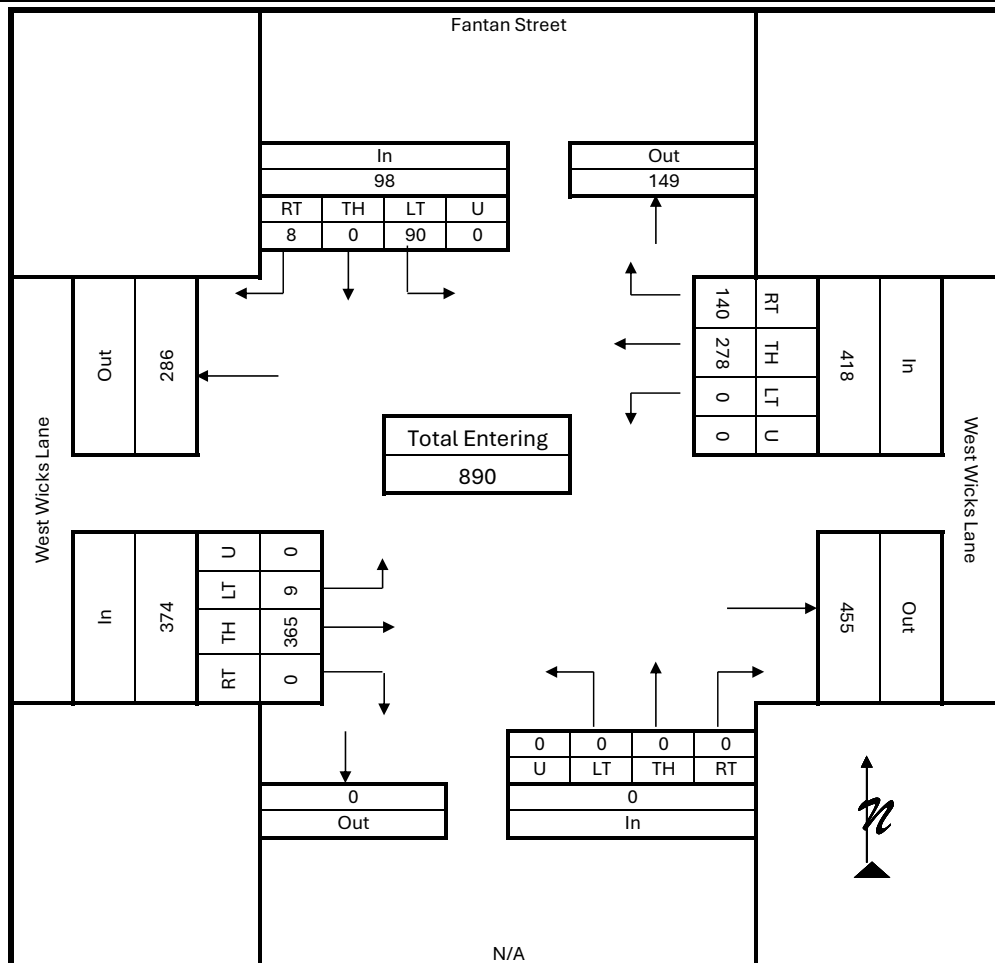 Fantan Street
In
98
RT TH LT U
8 0 90 0
Out
149
Out
286
140 RT
278 TH
0 LT
0 U
418
In
West Wicks Lane
Total Entering
890
West Wicks Lane
In
374
U 0
LT 9
TH 365
RT 0
455
Out
0
Out
0 0 0 0
U LT TH RT
0
In
N
N/A